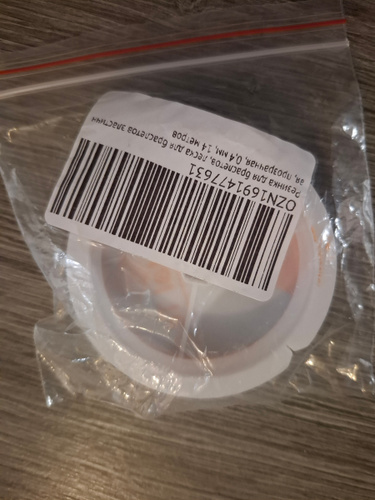 OZN1691477631
Резинка для браслетов, леска для браслетов эластичн
ая, прозрачная, 0,4 мм, 14 метров